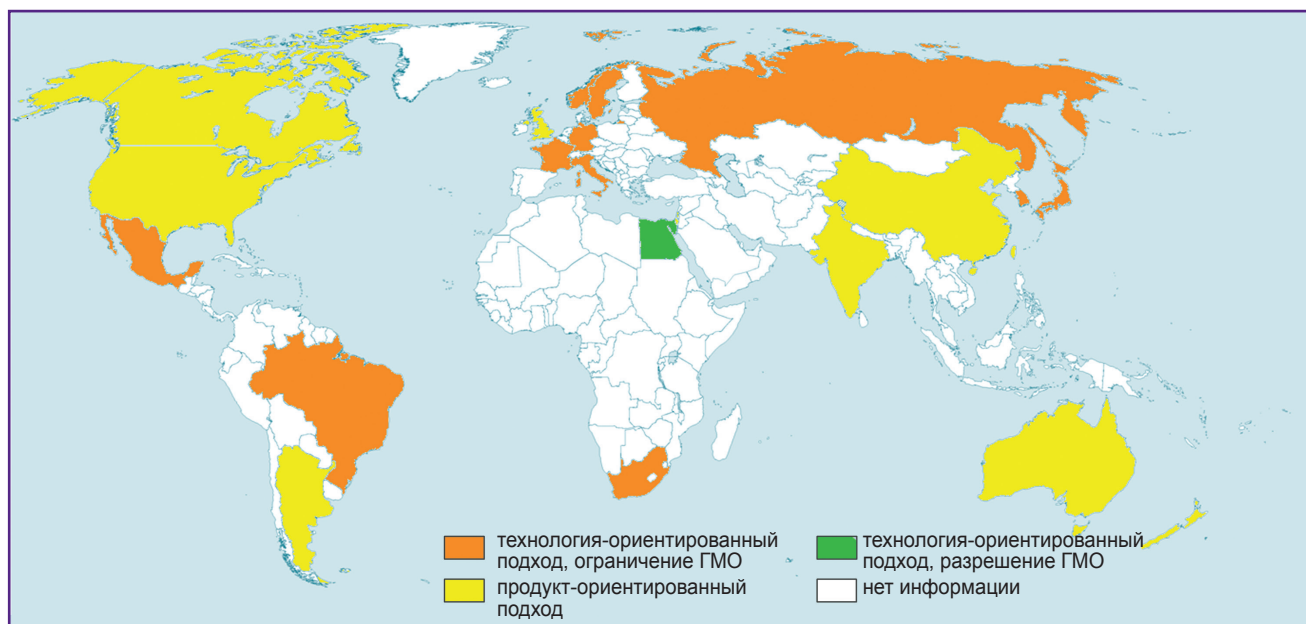 технология-ориентированный
подход, ограничение ГМО
продукт-ориентированный
подход
технология-ориентированный
подход, разрешение ГМО
нет информации